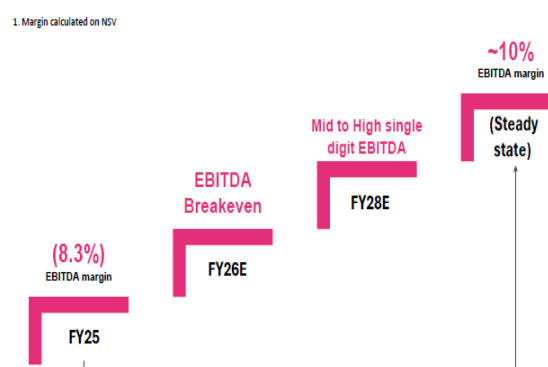 1. Margin calculated on NSV
~10%
EBITDA margin
(Steady
state)
Mid to High single
digit EBITDA
FY28E
EBITDA
Breakeven
FY26E
(8.3%)
EBITDA margin
FY25